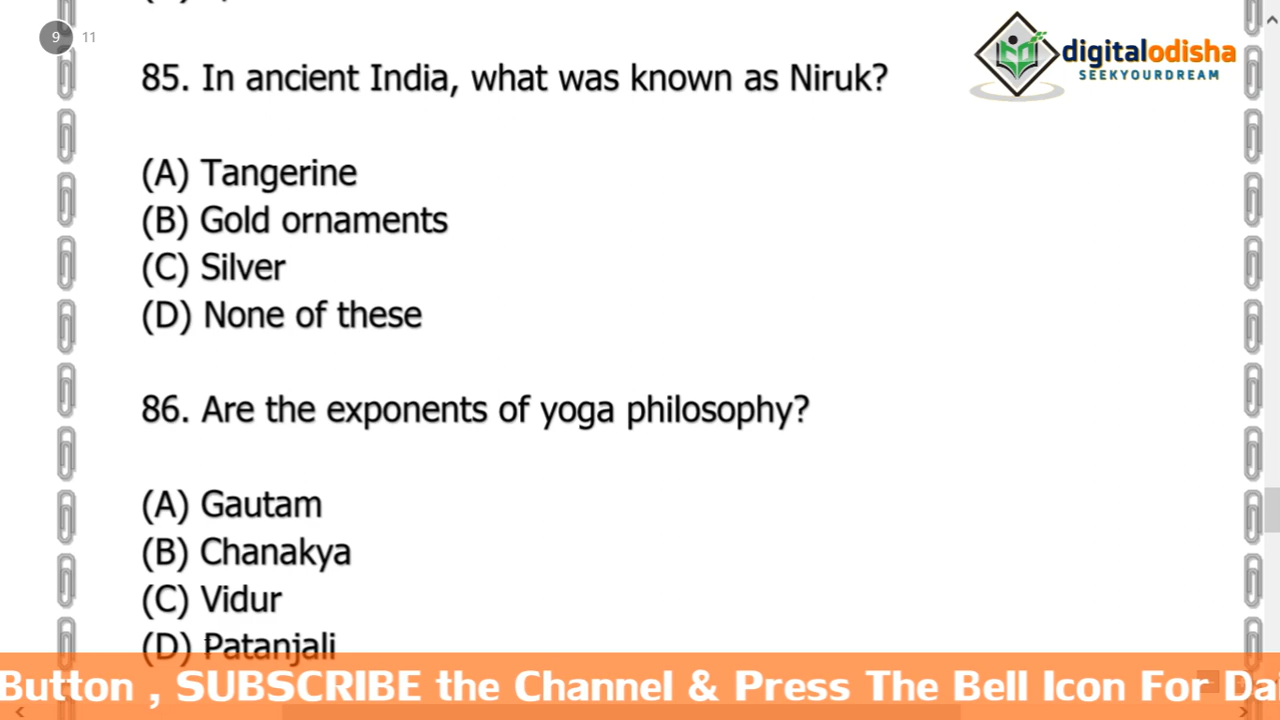 9 11
digitalodisha
SEEKYOURDREAM
85. In ancient India, what was known as Niruk?
(A) Tangerine
(B) Gold ornaments
(C) Silver
(D) None of these
86. Are the exponents of yoga philosophy?
(A) Gautam
(B) Chanakya
(C) Vidur
(D) Patanjali
Button , SUBSCRIBE the Channel & Press The Bell Icon For Da